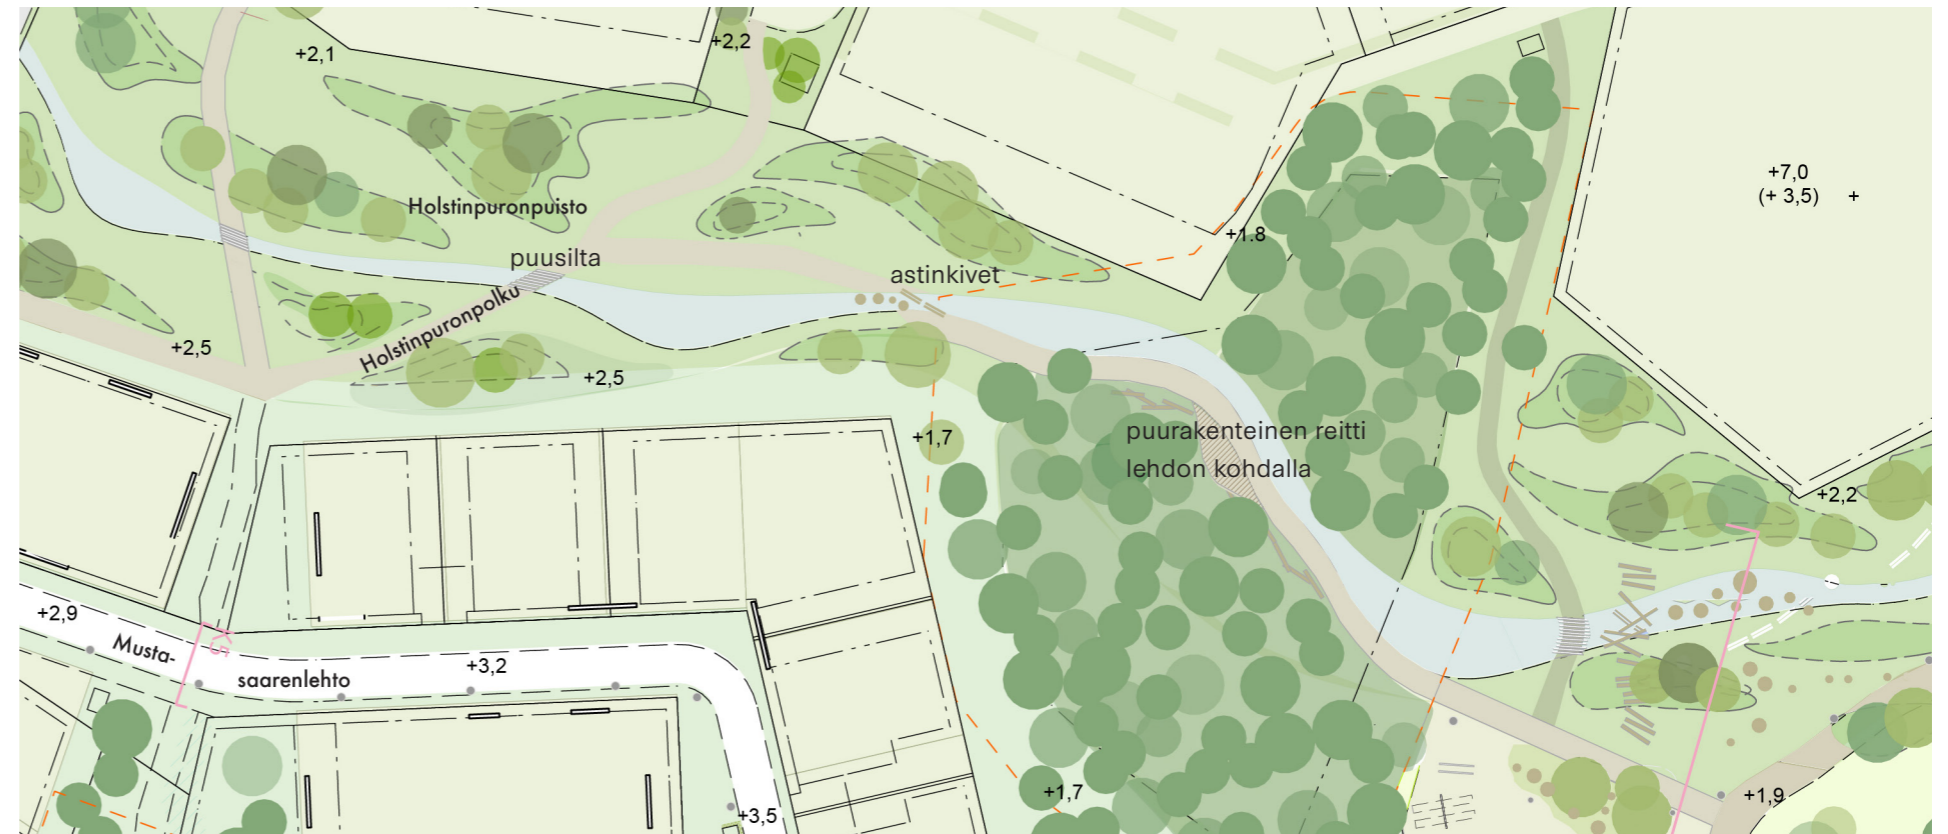 +2,1
+2,2
+7,0
(+ 3,5) +
Holstinpuronpuisto
+1.8
puusilta
astinkivet
Holstinpuronpolku
+2,5
+2,5
+1,7
puurakenteinen reitti
lehdon kohdalla
+2,2
+2,9
Musta-
K5
saarenlehto
+3,2
+1,7
+1,9
+3,5